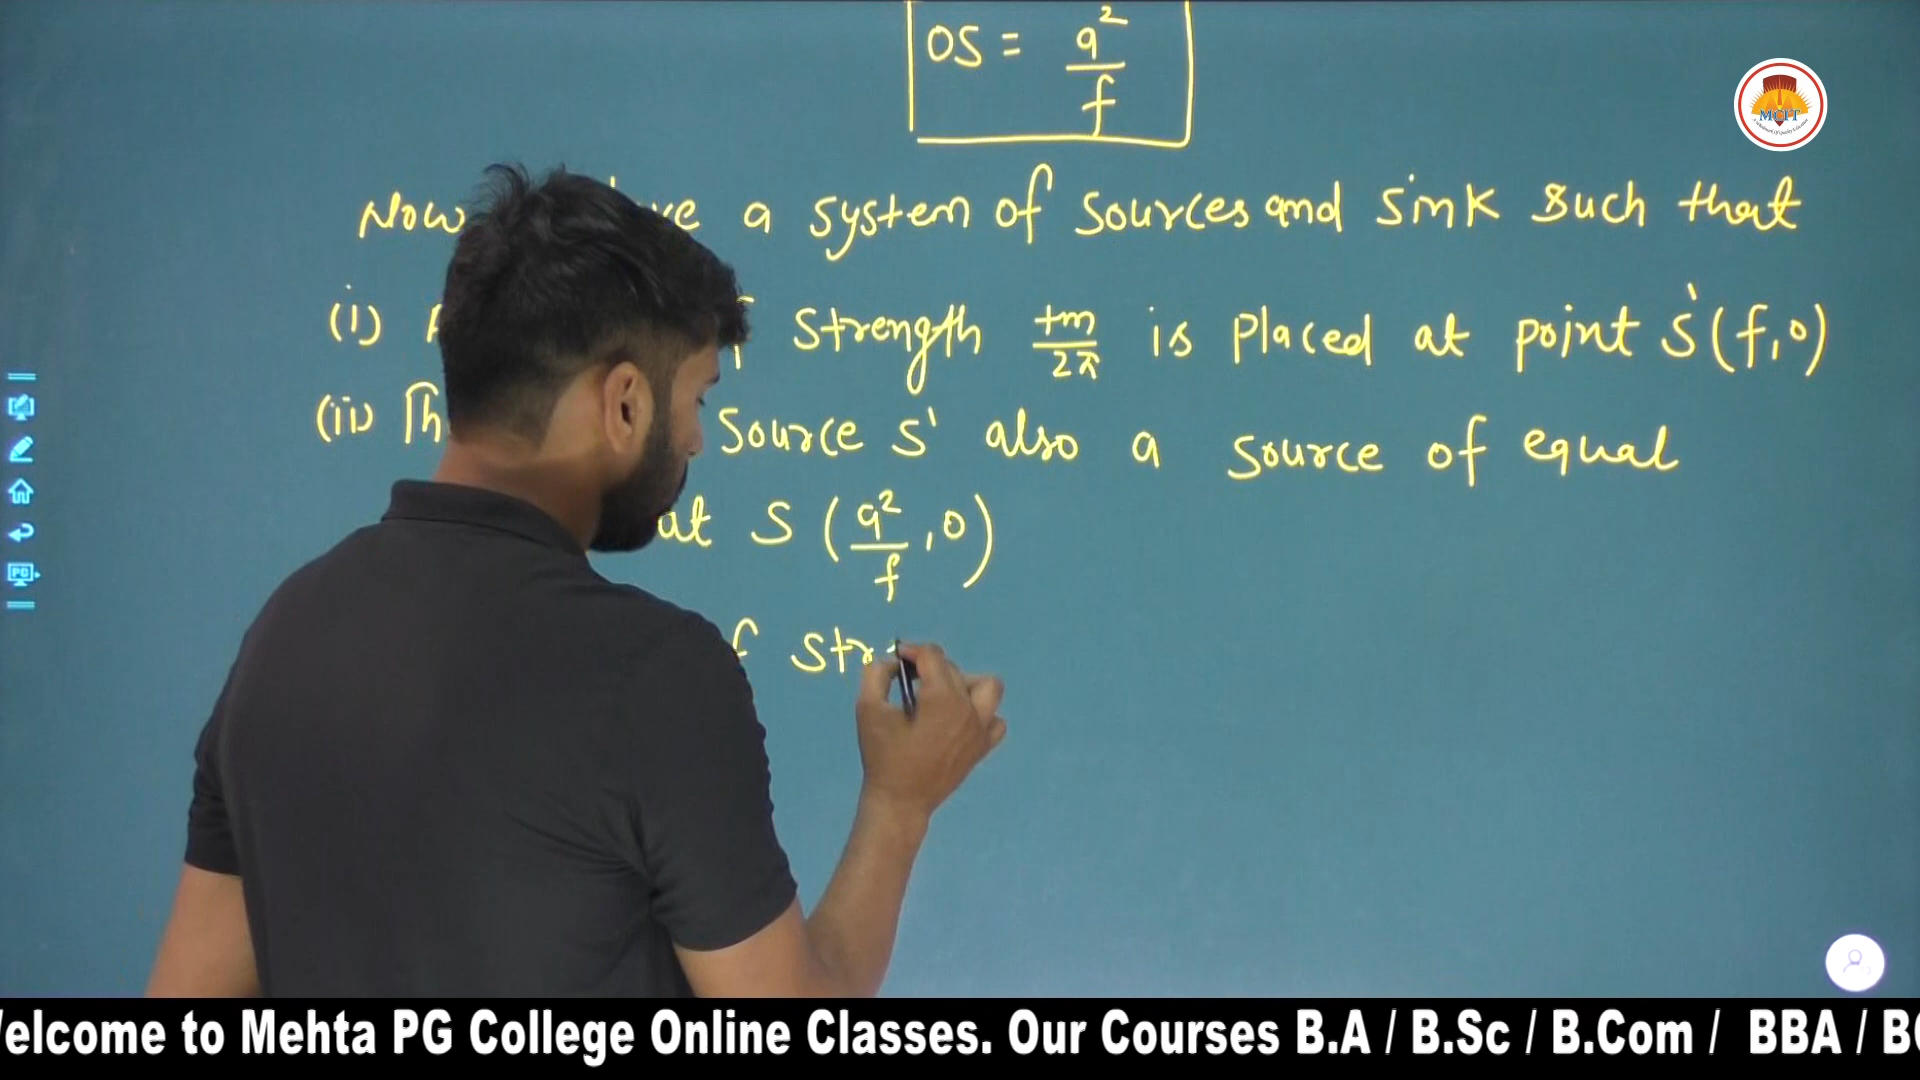 OS = a²/f
Now a system of sources and sink such that
(i) Strength +m/2π is placed at point S'(f,0)
(ii) Source S' also a source of equal
at S (a²/f, 0)
f Str
MCIT
Welcome to Mehta PG College Online Classes. Our Courses B.A / B.Sc / B.Com / BBA / BC